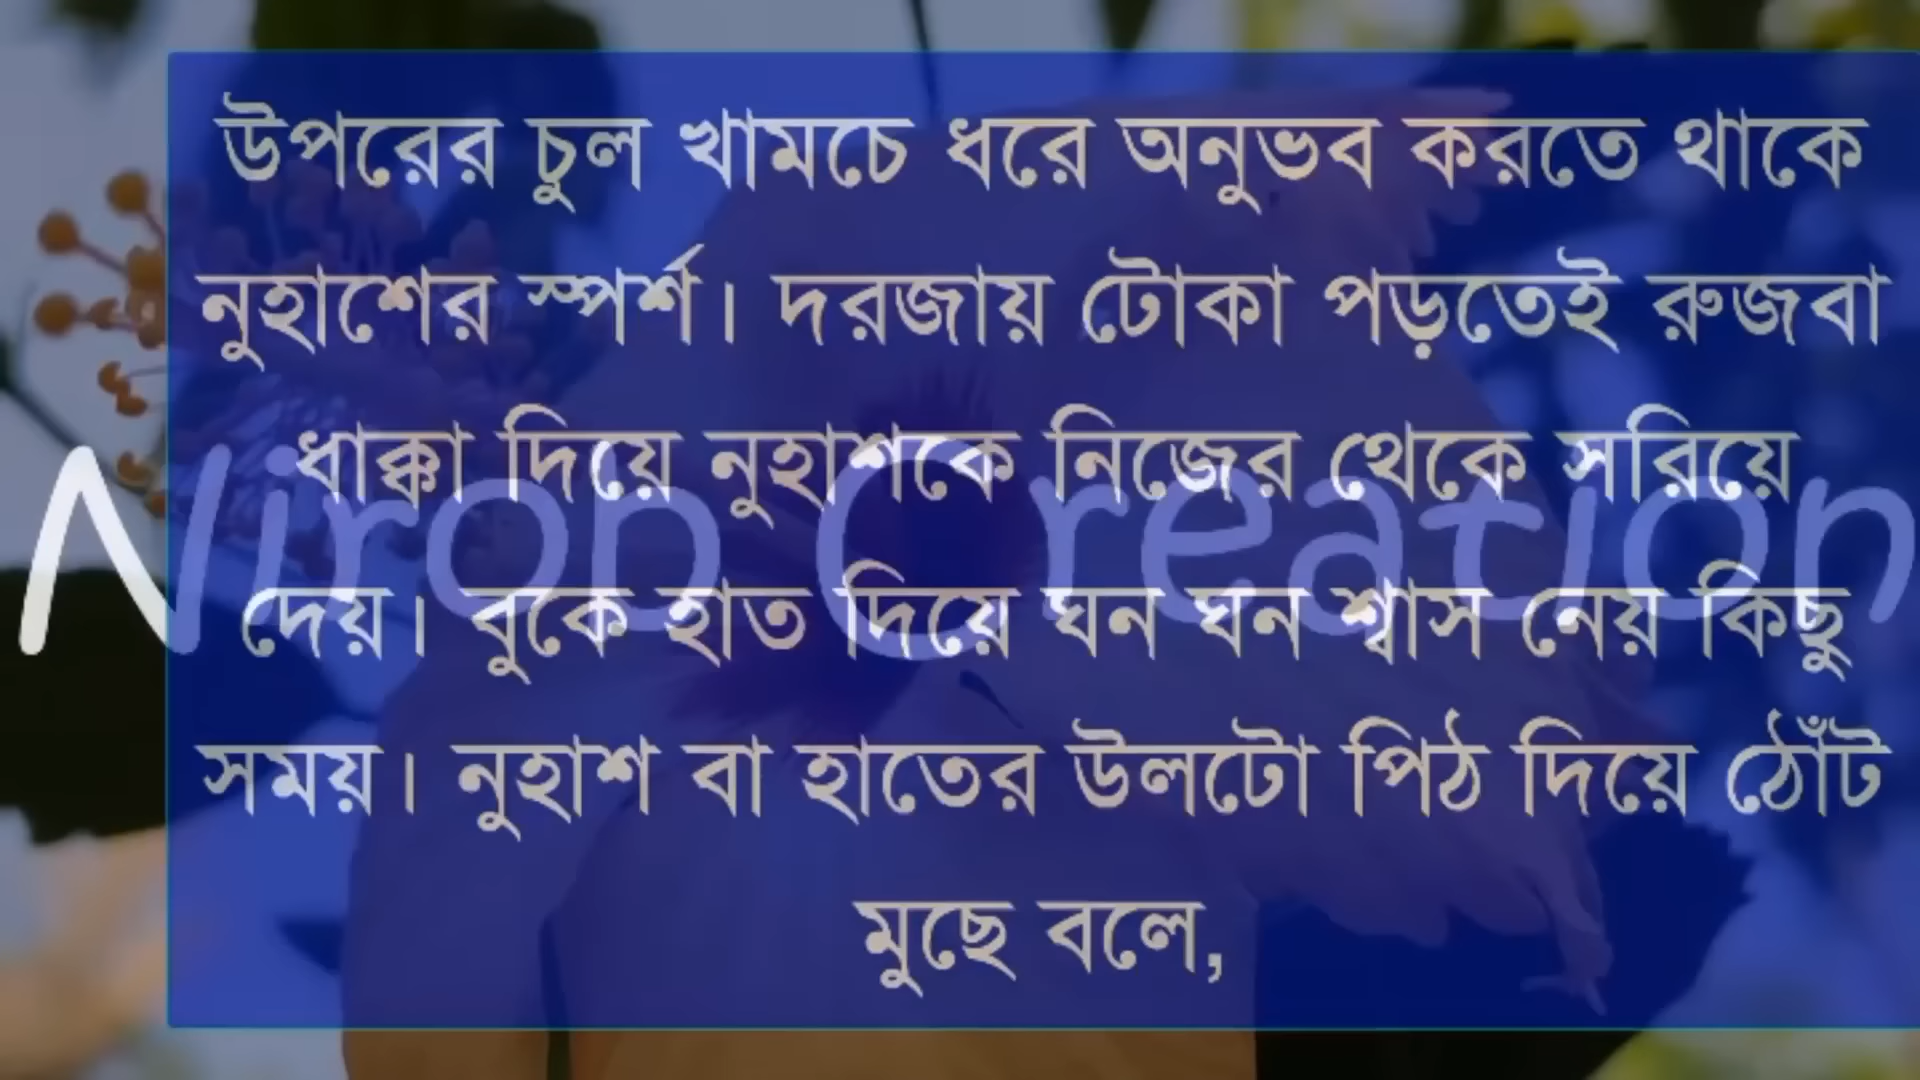 উপরের চুল খামচে ধরে অনুভব করতে থাকে
নুহাশের স্পর্শ। দরজায় টোকা পড়তেই রুজবা
ধাক্কা দিয়ে নুহাশকে নিজের থেকে সরিয়ে
Nirob Creation
দেয়। বুকে হাত দিয়ে ঘন ঘন শ্বাস নেয় কিছু
সময়। নুহাশ বা হাতের উলটো পিঠ দিয়ে ঠোঁট
মুছে বলে,